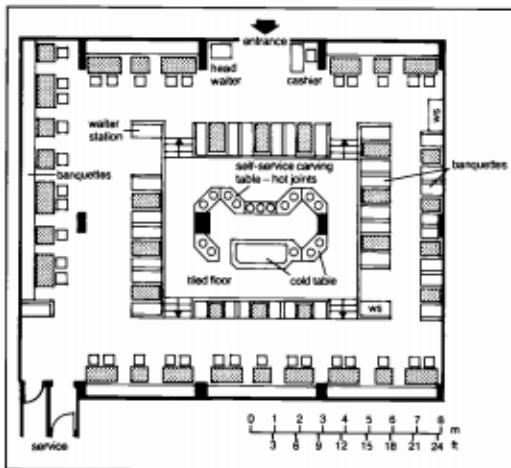 entrance
head
waiter
cashier
waiter
station
ws
banquettes
self-service carving
table – hot joints
banquettes
tiled floor
cold table
ws
service
0 1 2 3 4 5 6 7 8 m
3 6 9 12 15 18 21 24 ft